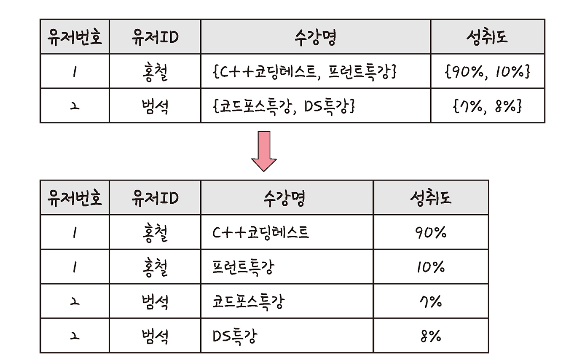 유저번호 유저ID 수강명 성취도
1 홍철 {C++코딩테스트, 프런트특강} {90%, 10%}
2 범석 {코드포스특강, DS특강} {7%, 8%}
유저번호 유저ID 수강명 성취도
1 홍철 C++코딩테스트 90%
1 홍철 프런트특강 10%
2 범석 코드포스특강 7%
2 범석 DS특강 8%